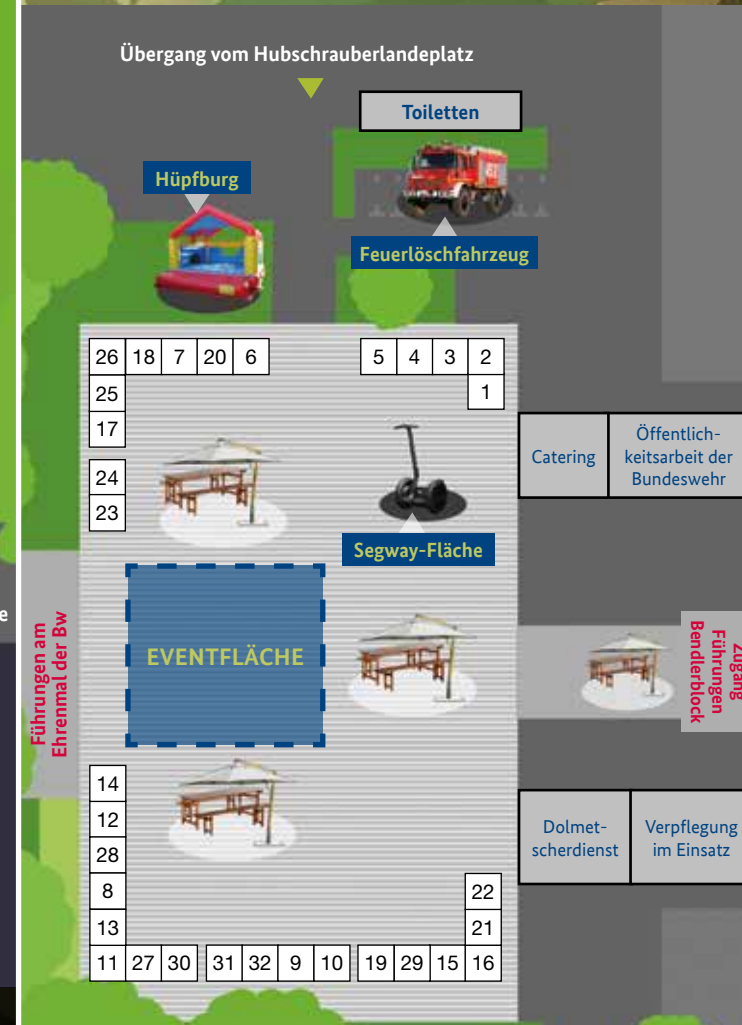 Übergang vom Hubschrauberlandeplatz
Toiletten
Hüpfburg
Feuerlöschfahrzeug
26 18 7 20 6
5 4 3 2
25
1
17
24
23
Catering
Öffentlich-
keitsarbeit der
Bundeswehr
Segway-Fläche
e
Führungen am
Ehrenmal der Bw
EVENTFLÄCHE
Zugang
Führungen
Bendlerblock
14
12
28
8
13
11 27 30
31 32 9 10
19 29 15 16
22
21
Dolmet-
scherdienst
Verpflegung
im Einsatz